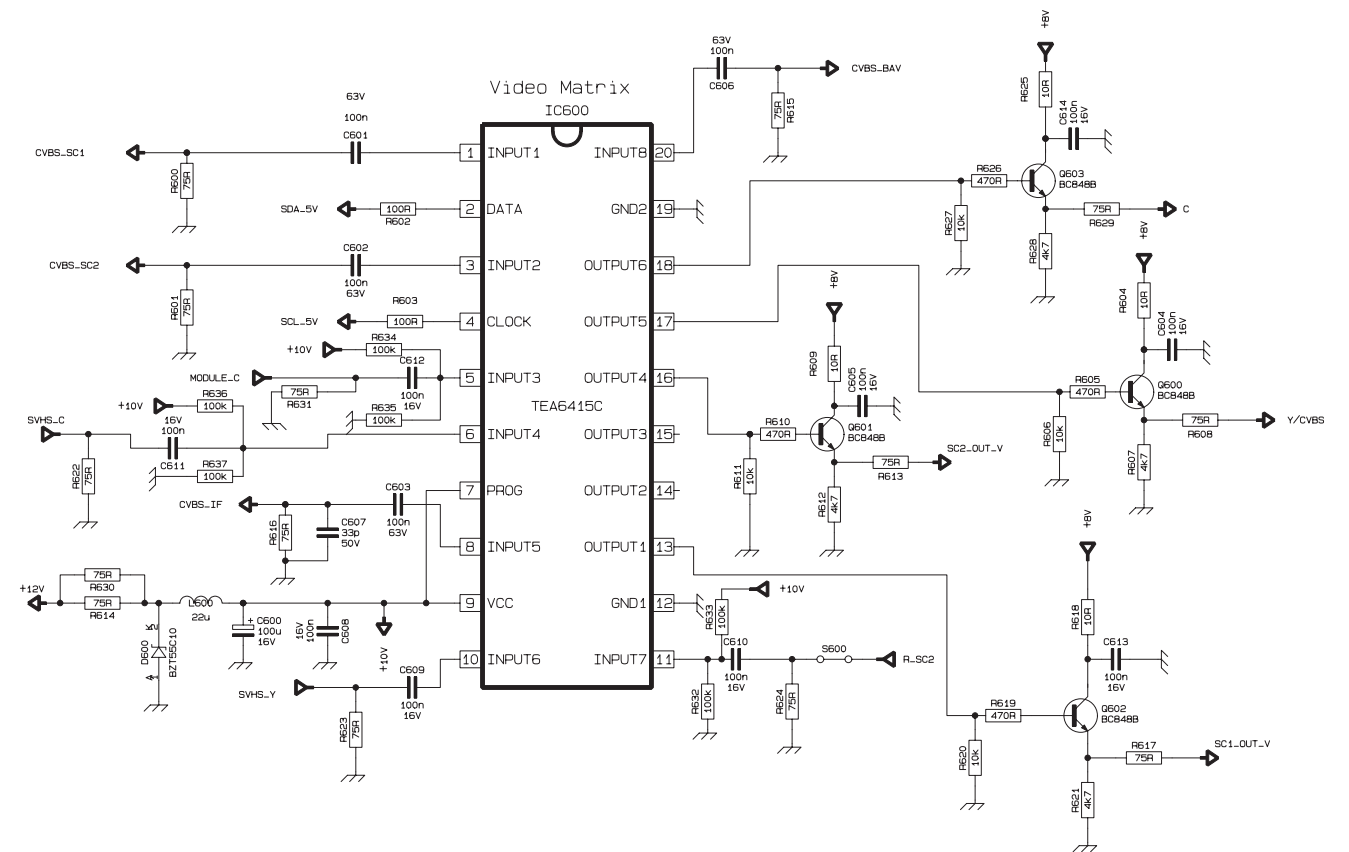 Video Matrix
IC600
TEA6415C
1 INPUT1
2 DATA
3 INPUT2
4 CLOCK
5 INPUT3
6 INPUT4
7 PROG
8 INPUT5
9 VCC
10 INPUT6
INPUT8 20
GND2 19
OUTPUT6 18
OUTPUT5 17
OUTPUT4 16
OUTPUT3 15
OUTPUT2 14
OUTPUT1 13
GND1 12
INPUT7 11
63V
100n
C601
CVBS_SC1
R600
75R
SDA_5V
100R
R602
C602
100n
63V
CVBS_SC2
R601
75R
R603
SCL_5V
100R
R634
+10V
100k
C612
100n
16V
MODULE_C
75R
R631
R635
100k
R636
+10V
100k
SVHS_C
16V
100n
C611
R622
75R
R637
100k
C603
100n
63V
CVBS_IF
R616
75R
C607
33p
50V
75R
R630
+12V
75R
R614
L600
22u
D600
BZT55C10
+
C600
100u
16V
16V
100n
C608
+10V
C609
100n
16V
SVHS_Y
R623
75R
63V
100n
C606
CVBS_BAV
75R
R615
+8V
R625
10R
C614
100n
16V
R626
470R
Q603
BC848B
R627
10k
75R
R629
C
R628
4k7
+8V
R604
10R
C604
100n
16V
R605
470R
Q600
BC848B
R606
10k
75R
R608
Y/CVBS
R607
4k7
+8V
R609
10R
C605
100n
16V
R610
470R
Q601
BC848B
SC2_OUT_V
R611
10k
75R
R613
R612
4k7
+8V
R618
10R
C613
100n
16V
R619
470R
Q602
BC848B
R620
10k
R617
75R
SC1_OUT_V
R621
4k7
R633
100k
+10V
C610
100n
16V
S600
R_SC2
R632
100k
R624
75R